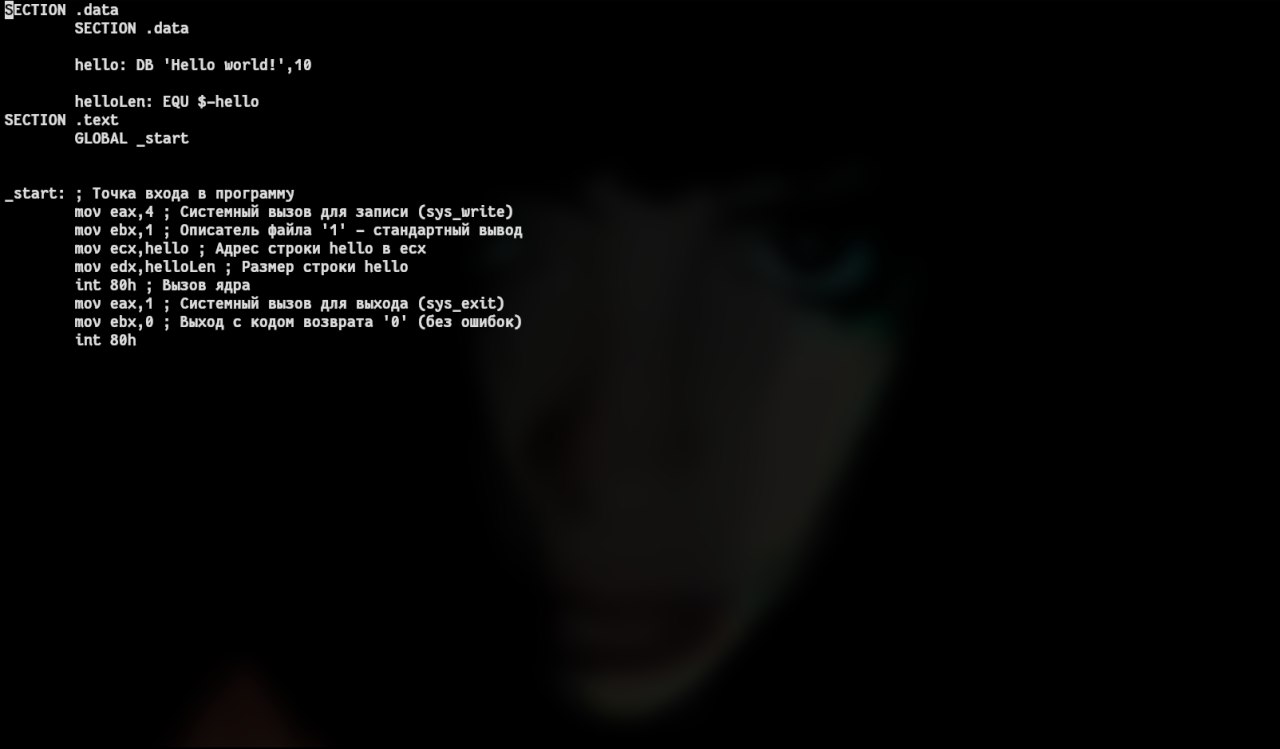 SECTION .data
SECTION .data
hello: DB 'Hello world!',10
helloLen: EQU $-hello
SECTION .text
GLOBAL _start
_start: ; Точка входа в программу
mov eax,4 ; Системный вызов для записи (sys_write)
mov ebx,1 ; Описатель файла '1' - стандартный вывод
mov ecx,hello ; Адрес строки hello в ecx
mov edx,helloLen ; Размер строки hello
int 80h ; Вызов ядра
mov eax,1 ; Системный вызов для выхода (sys_exit)
mov ebx,0 ; Выход с кодом возврата '0' (без ошибок)
int 80h